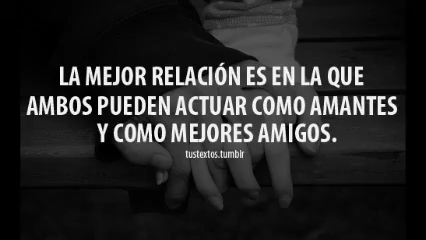 LA MEJOR RELACIÓN ES EN LA QUE
AMBOS PUEDEN ACTUAR COMO AMANTES
Y COMO MEJORES AMIGOS.
tustextos.tumblr